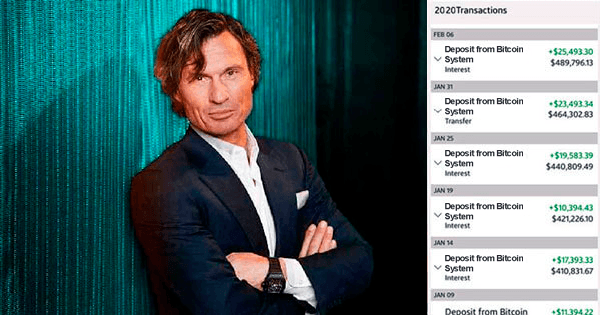 2020Transactions
FEB 06
Deposit from Bitcoin +$25,493.30
System $489,796.13
Interest
JAN 31
Deposit from Bitcoin +$23,493.34
System $464,302.83
Transfer
JAN 25
Deposit from Bitcoin +$19,583.39
System $440,809.49
Interest
JAN 19
Deposit from Bitcoin +$10,394.43
System $421,226.10
Interest
JAN 14
Deposit from Bitcoin +$17,393.33
System $410,831.67
Interest
JAN 09
Deposit from Bitcoin +$11,394.22